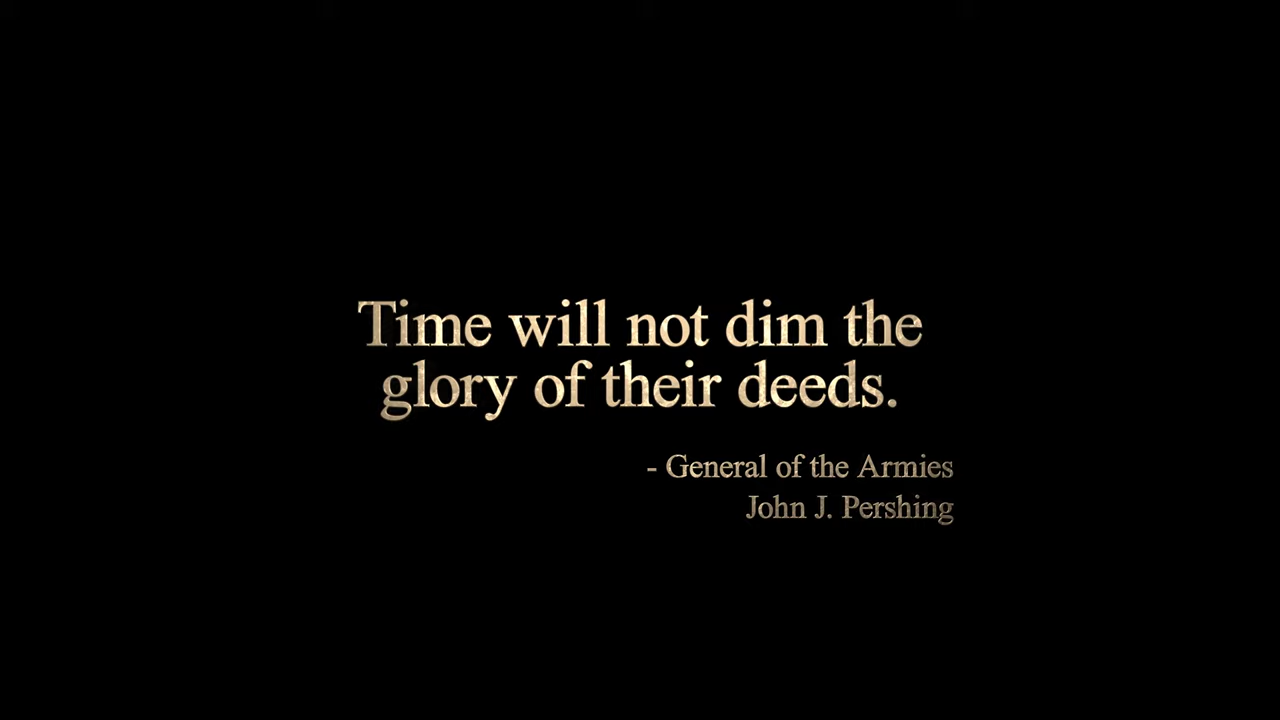 Time will not dim the
glory of their deeds.
- General of the Armies
John J. Pershing